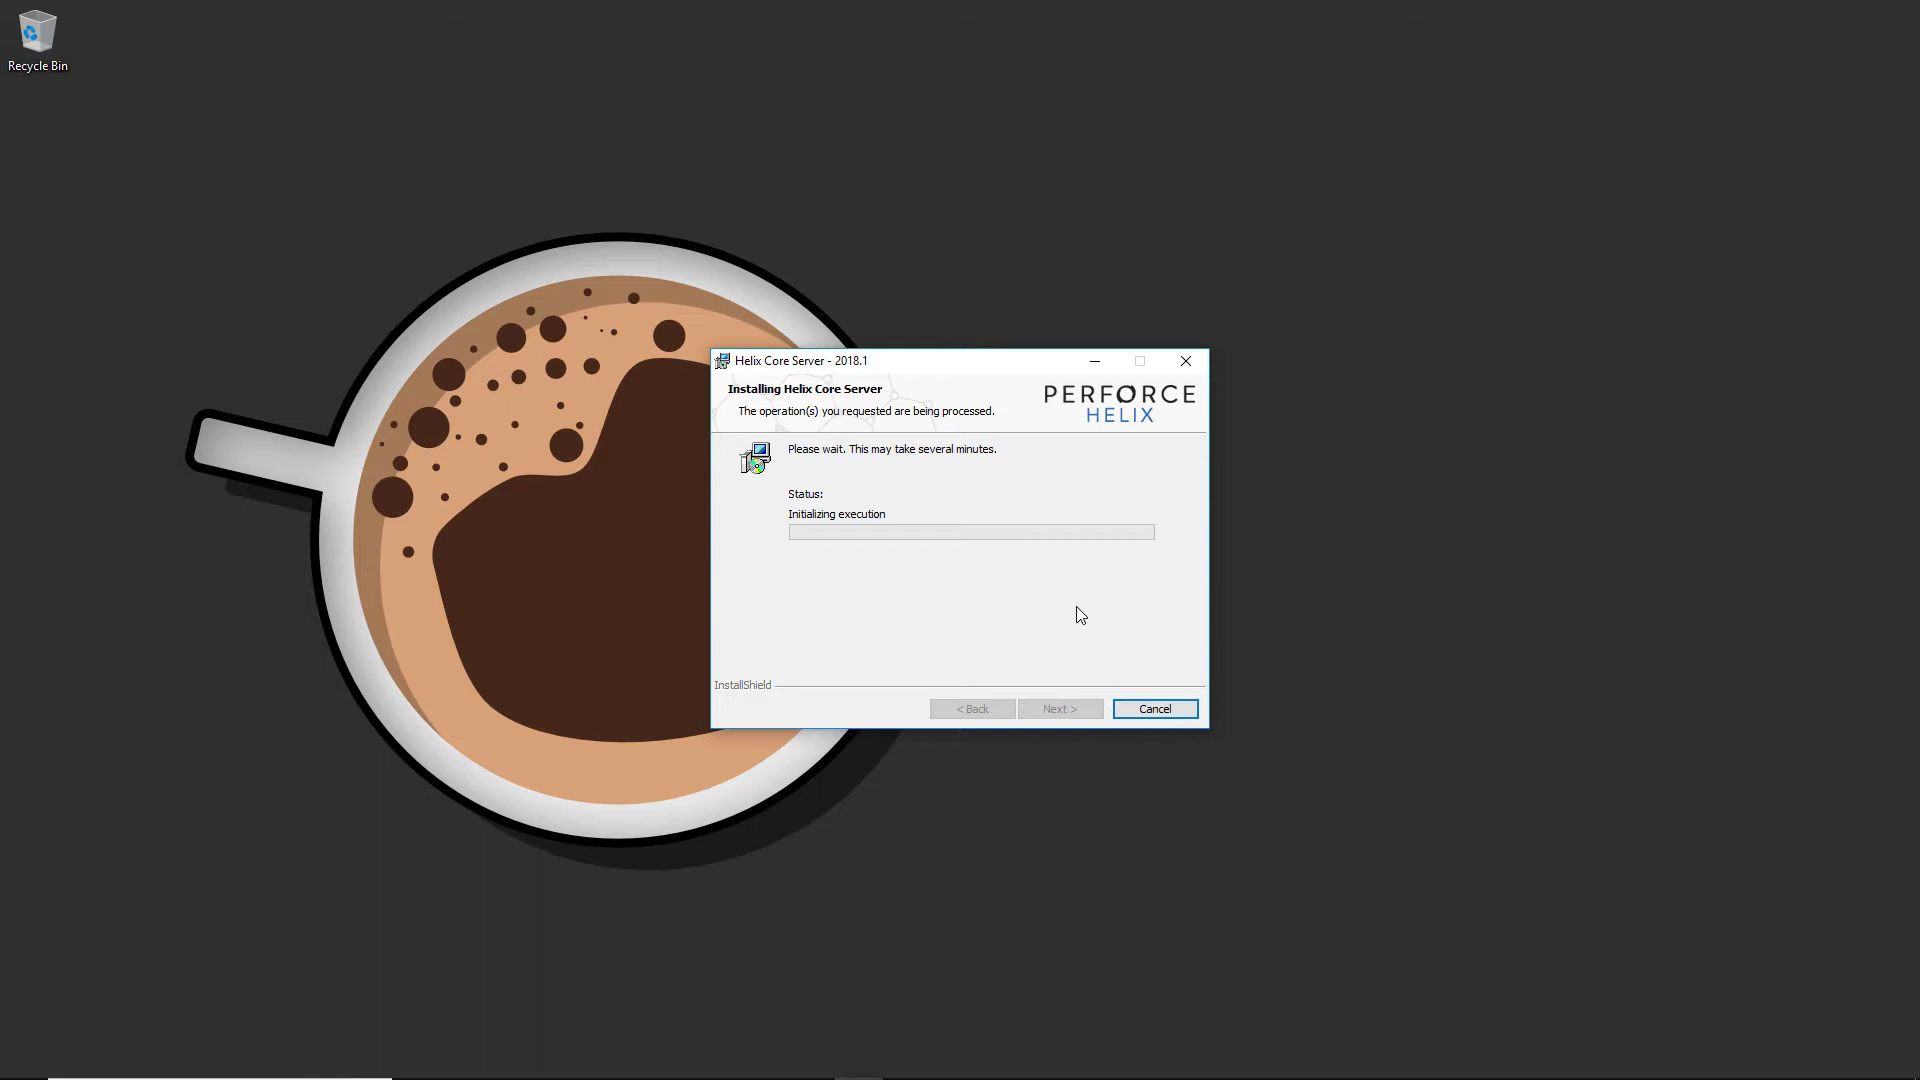 Recycle Bin
Helix Core Server - 2018.1
Installing Helix Core Server
The operation(s) you requested are being processed.
PERFORCE
HELIX
Please wait. This may take several minutes.
Status:
Initializing execution
InstallShield
< Back
Next >
Cancel